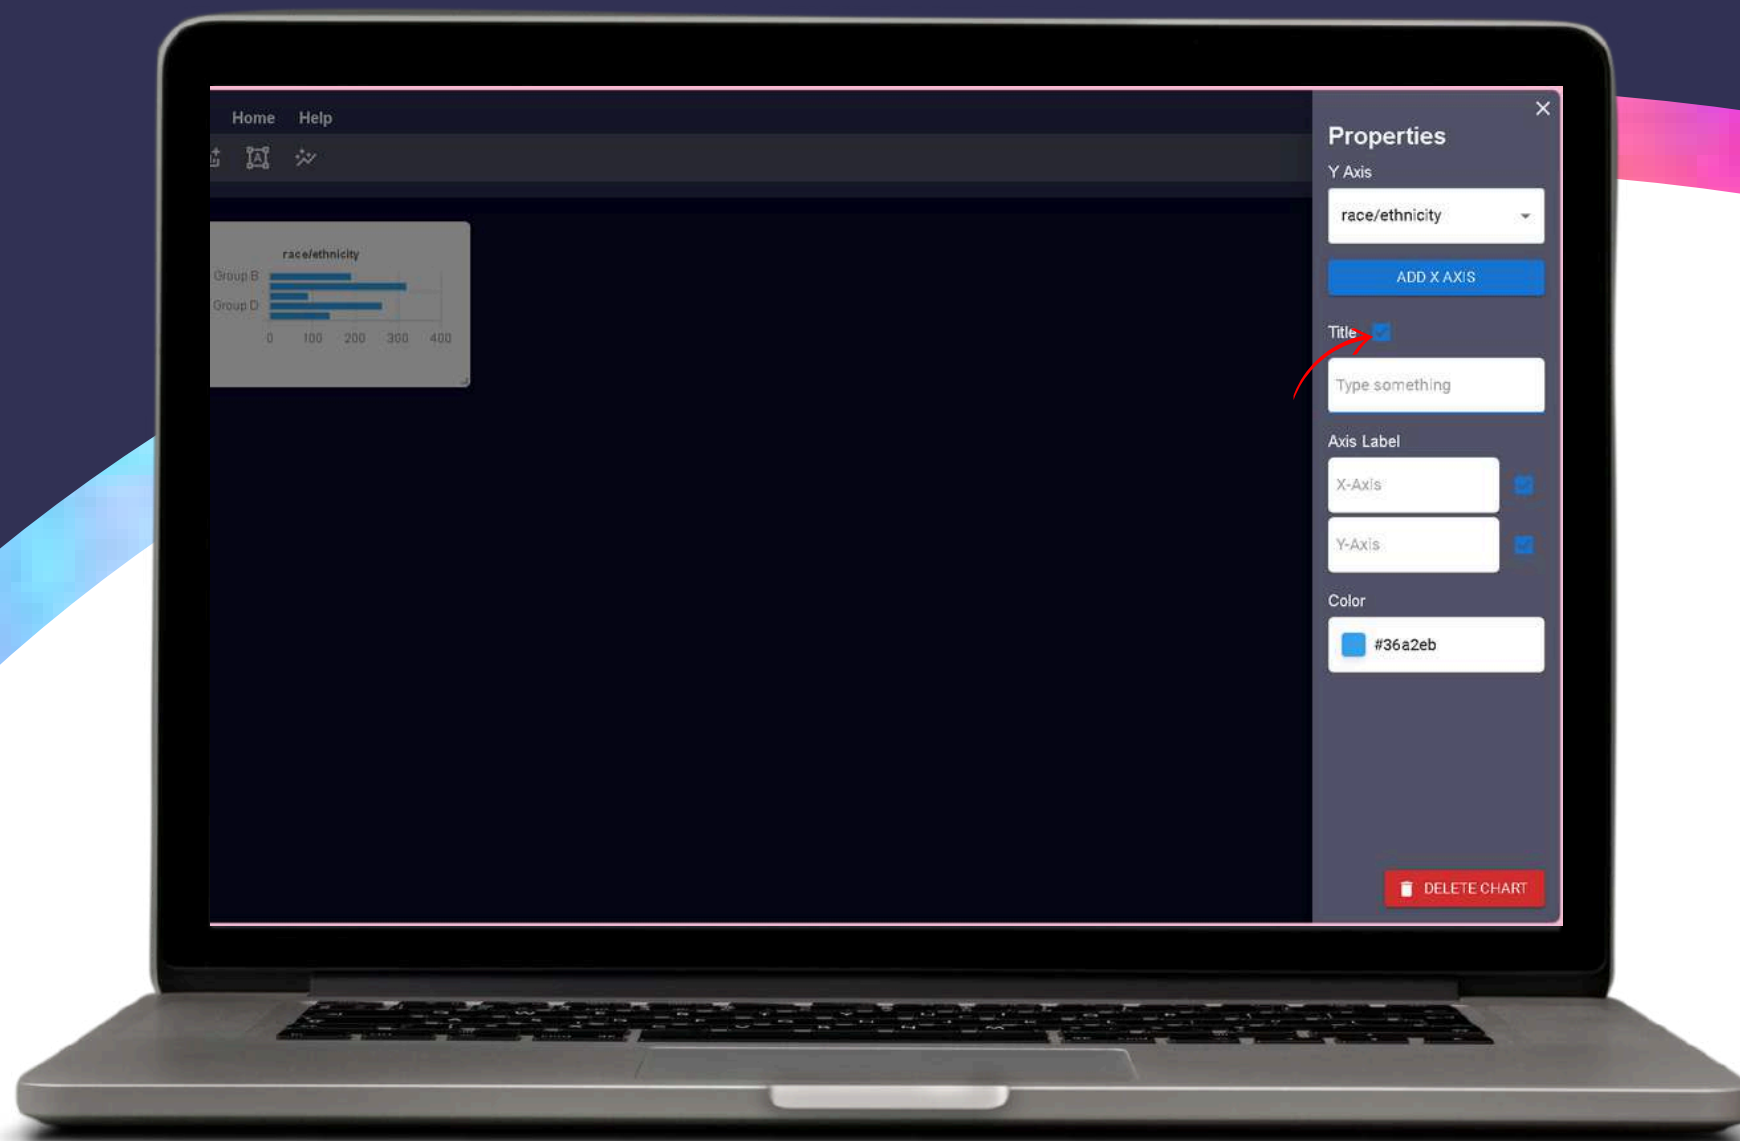 Home Help
A
race/ethnicity
Group B
Group D
0 100 200 300 400
Properties
Y Axis
race/ethnicity
ADD X AXIS
Title
Type something
Axis Label
X-Axis
Y-Axis
Color
#36a2eb
DELETE CHART